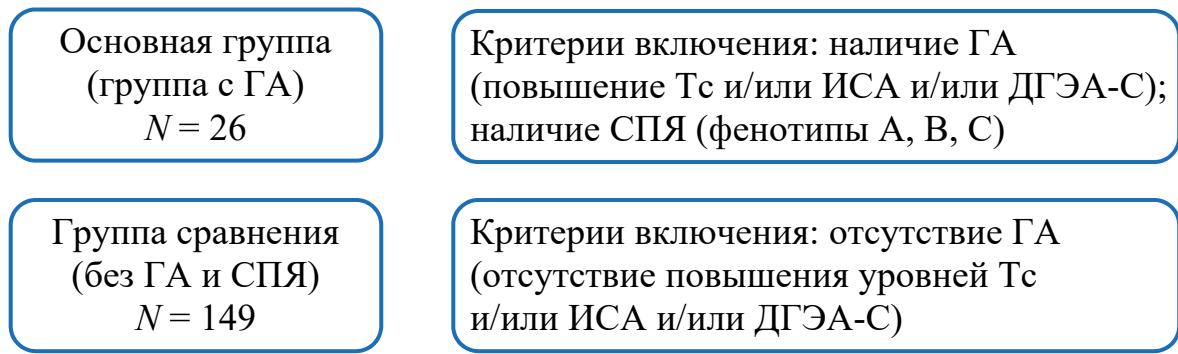 Основная группа
(группа с ГА)
N = 26
Критерии включения: наличие ГА
(повышение Тс и/или ИСА и/или ДГЭА-С);
наличие СПЯ (фенотипы А, В, С)
Группа сравнения
(без ГА и СПЯ)
N = 149
Критерии включения: отсутствие ГА
(отсутствие повышения уровней Тс
и/или ИСА и/или ДГЭА-С)